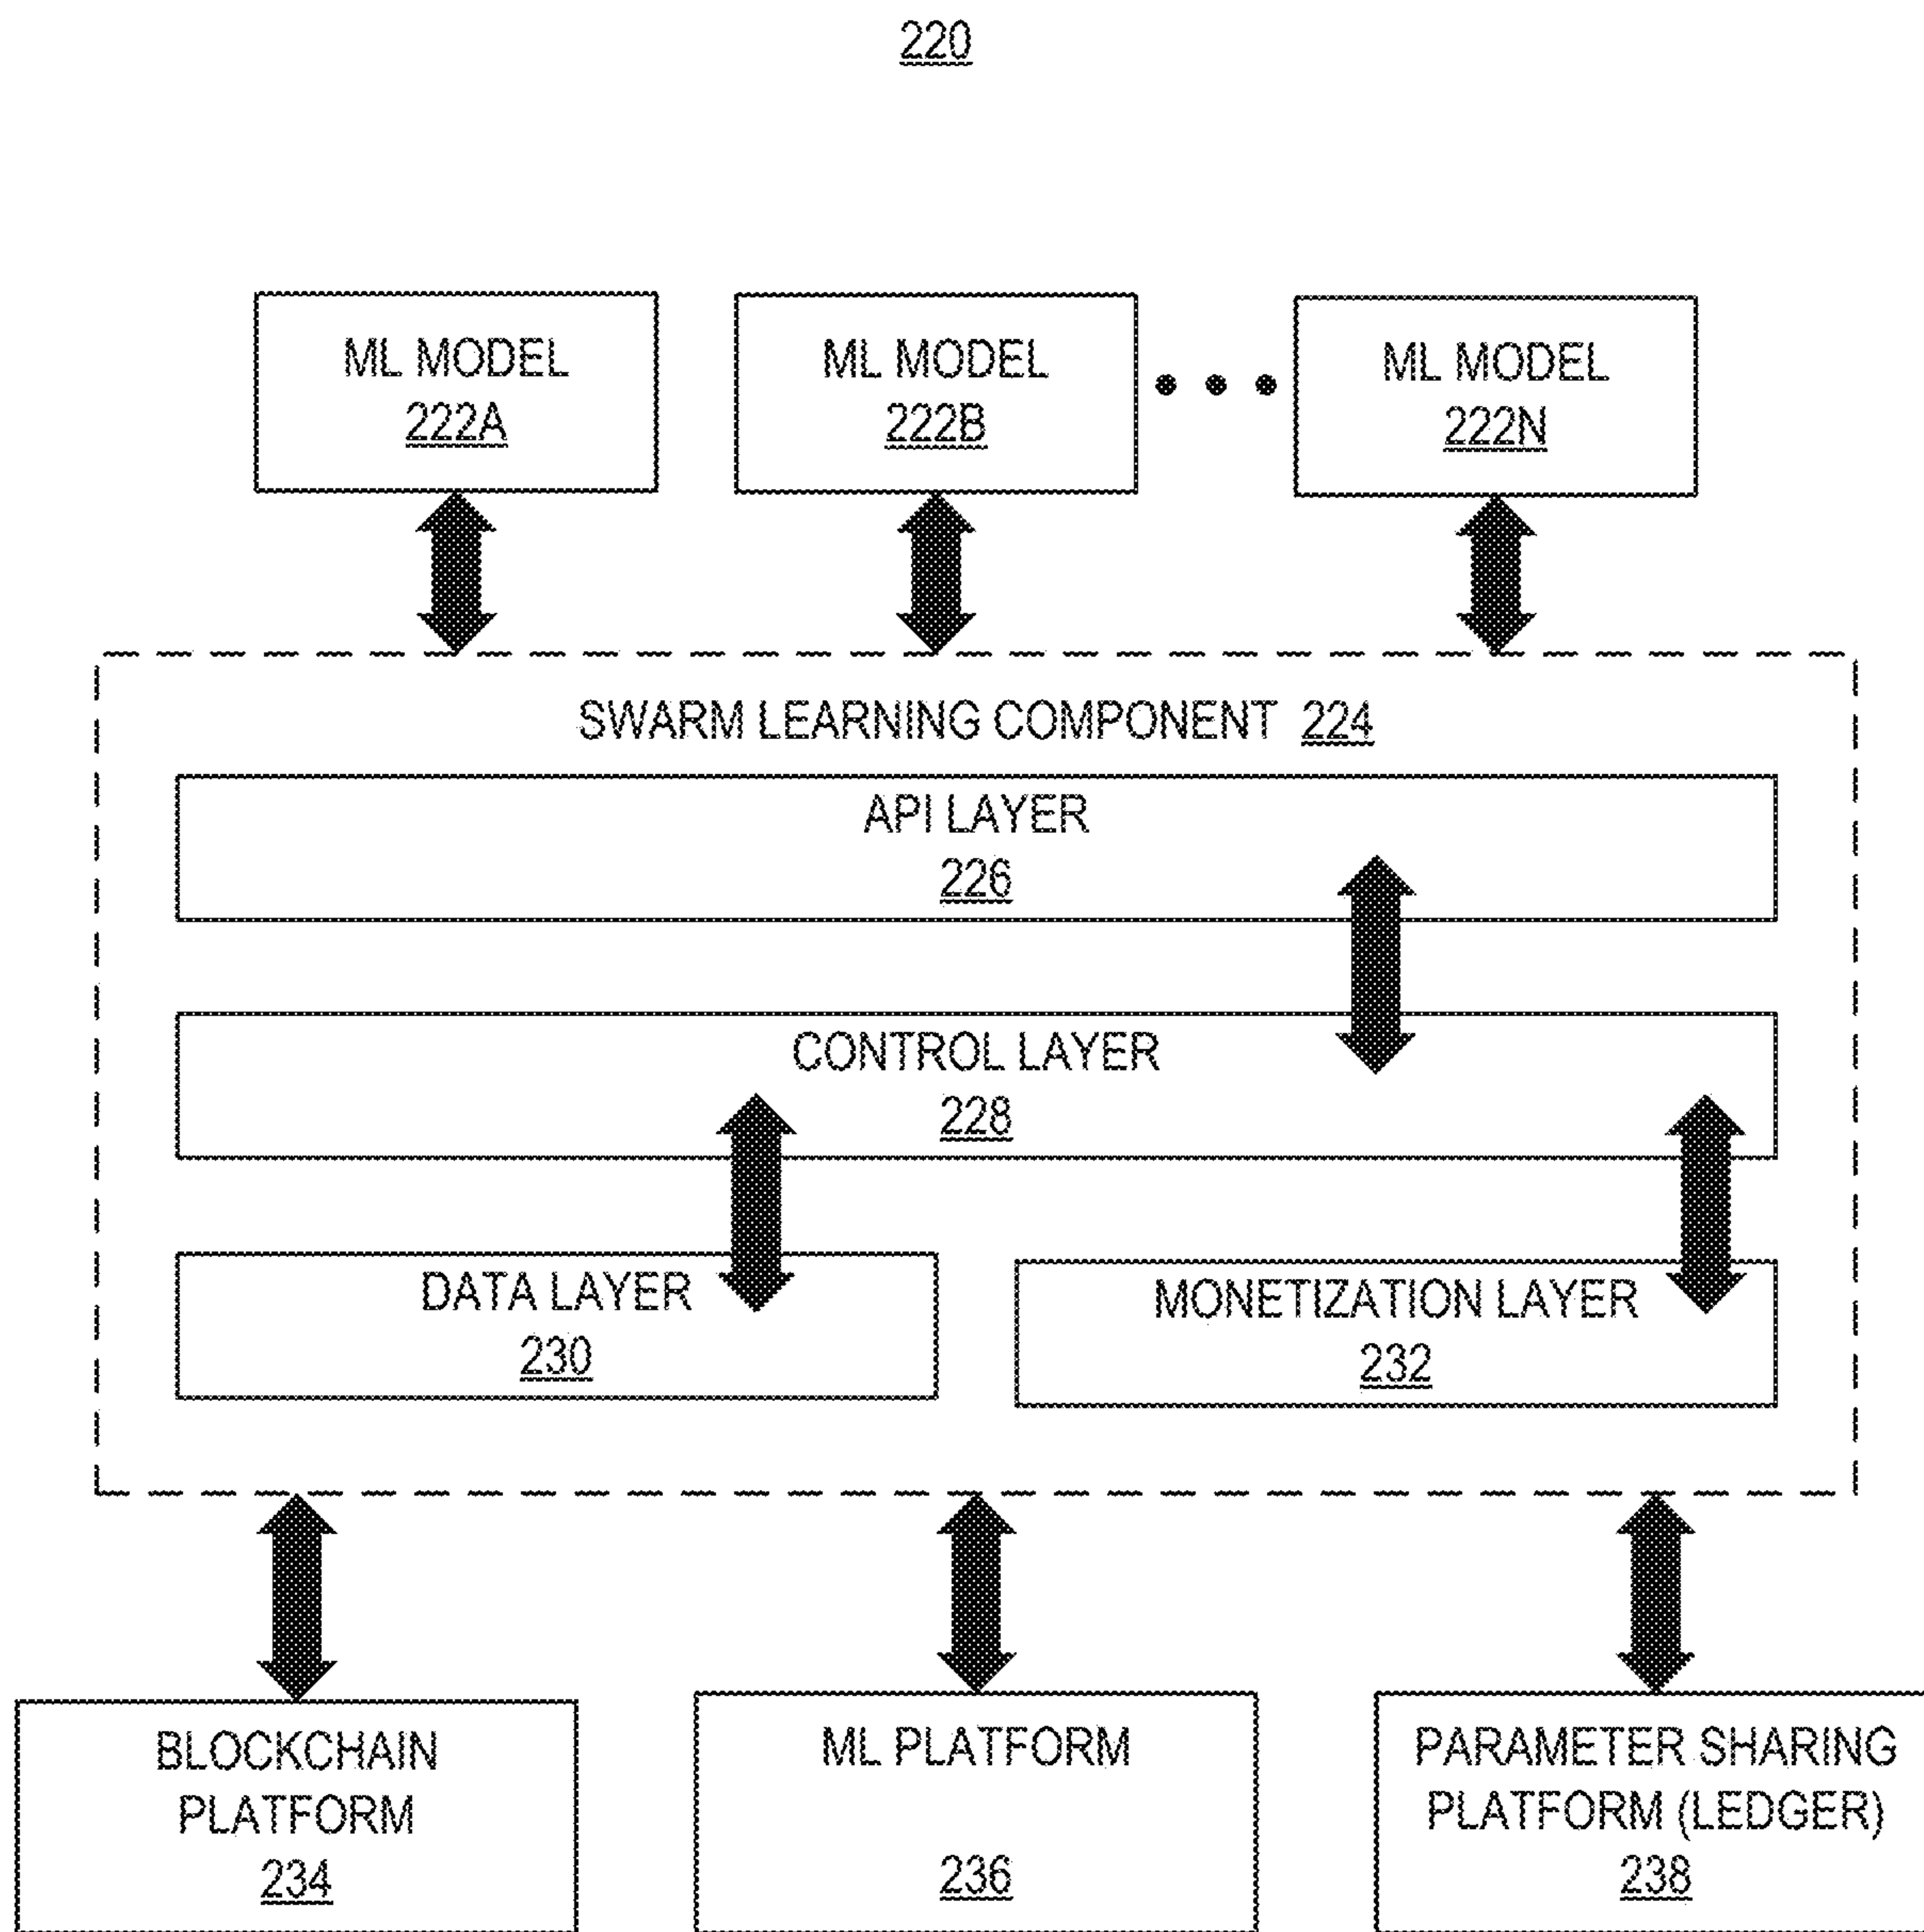 220
ML MODEL
222A
ML MODEL
222B
ML MODEL
222N
SWARM LEARNING COMPONENT 224
API LAYER
226
CONTROL LAYER
228
DATA LAYER
230
MONETIZATION LAYER
232
BLOCKCHAIN
PLATFORM
234
ML PLATFORM
236
PARAMETER SHARING
PLATFORM (LEDGER)
238